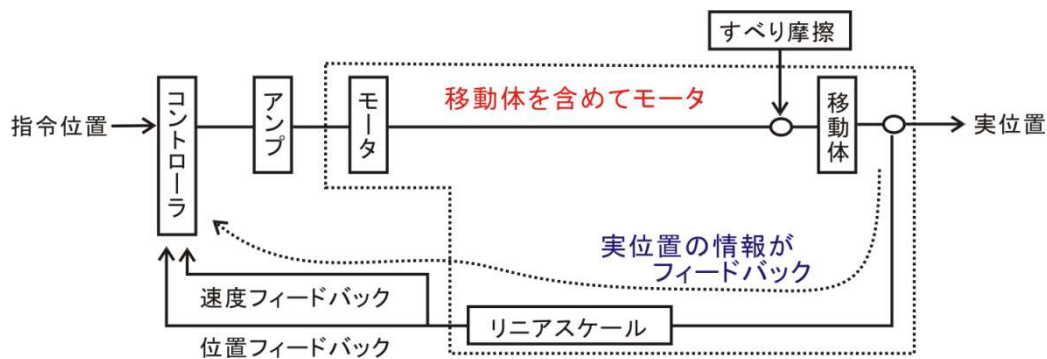 すべり摩擦
指令位置
コントローラ
アンプ
モータ
移動体を含めてモータ
移動体
実位置
実位置の情報が
フィードバック
速度フィードバック
リニアスケール
位置フィードバック